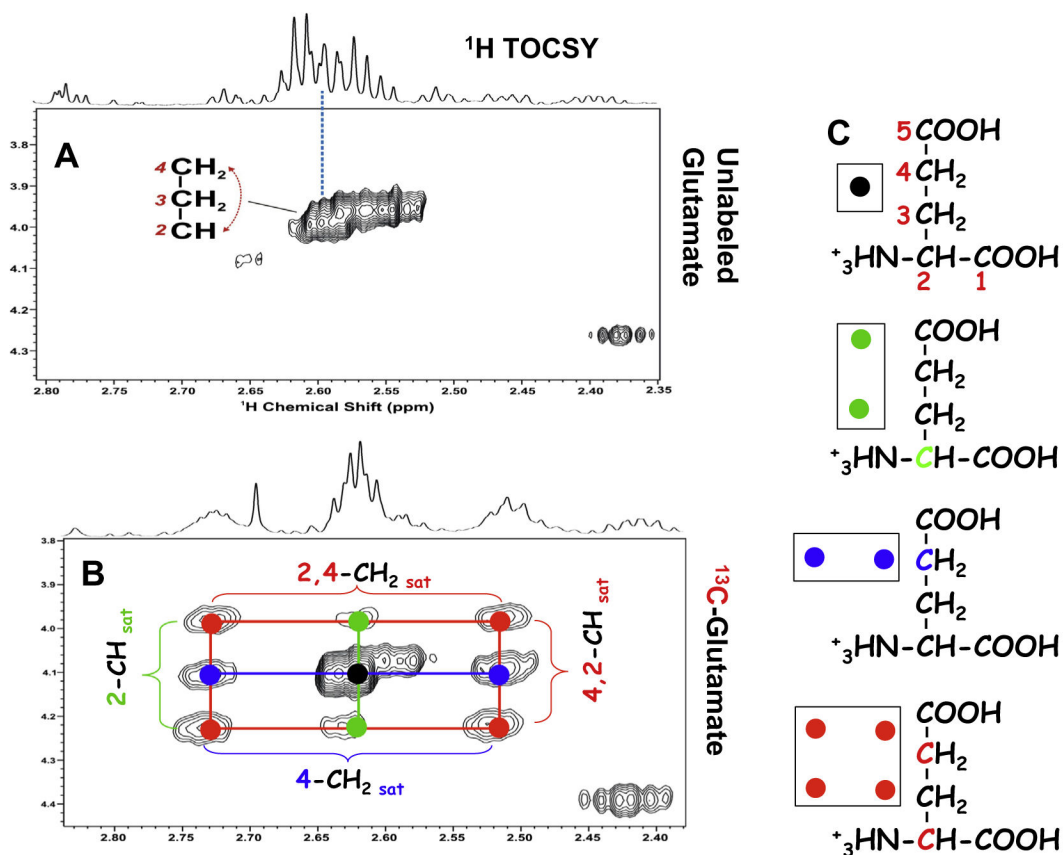 ¹H TOCSY
A
4 CH₂
3 CH₂
2 CH
3.8
3.9
4.0
4.1
4.2
4.3
2.80 2.75 2.70 2.65 2.60 2.55 2.50 2.45 2.40 2.35
¹H Chemical Shift (ppm)
Unlabeled
Glutamate
B
2,4-CH₂ sat
2-CH sat
4,2-CH sat
4-CH₂ sat
3.8
3.9
4.0
4.1
4.2
4.3
4.4
2.80 2.75 2.70 2.65 2.60 2.55 2.50 2.45 2.40
¹³C-Glutamate
C
5 COOH
4 CH₂
3 CH₂
⁺₃HN-CH-COOH
2 1
COOH
CH₂
CH₂
⁺₃HN-CH-COOH
COOH
CH₂
CH₂
⁺₃HN-CH-COOH
COOH
CH₂
CH₂
⁺₃HN-CH-COOH